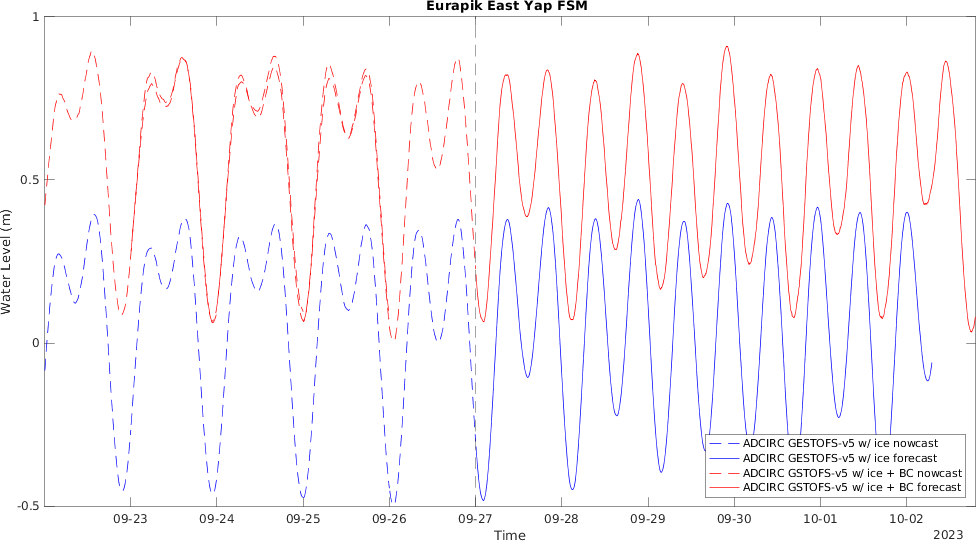 Eurapik East Yap FSM
1
0.5
0
-0.5
Water Level (m)
09-23 09-24 09-25 09-26 09-27 09-28 09-29 09-30 10-01 10-02
Time
2023
ADCIRC GESTOFS-v5 w/ ice nowcast
ADCIRC GESTOFS-v5 w/ ice forecast
ADCIRC GSTOFS-v5 w/ ice + BC nowcast
ADCIRC GSTOFS-v5 w/ ice + BC forecast